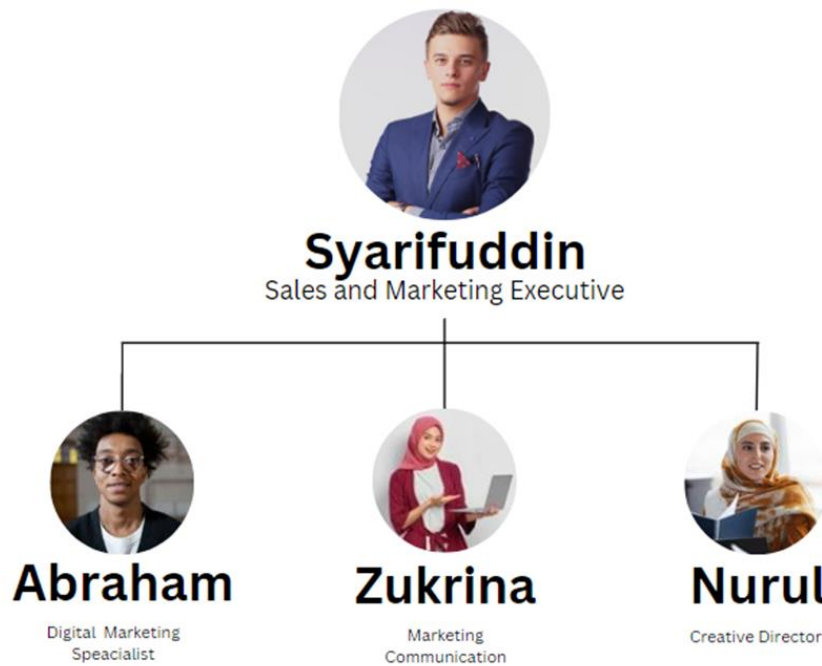 Syarifuddin
Sales and Marketing Executive
Abraham
Digital Marketing
Speacialist
Zukrina
Marketing
Communication
Nurul
Creative Director